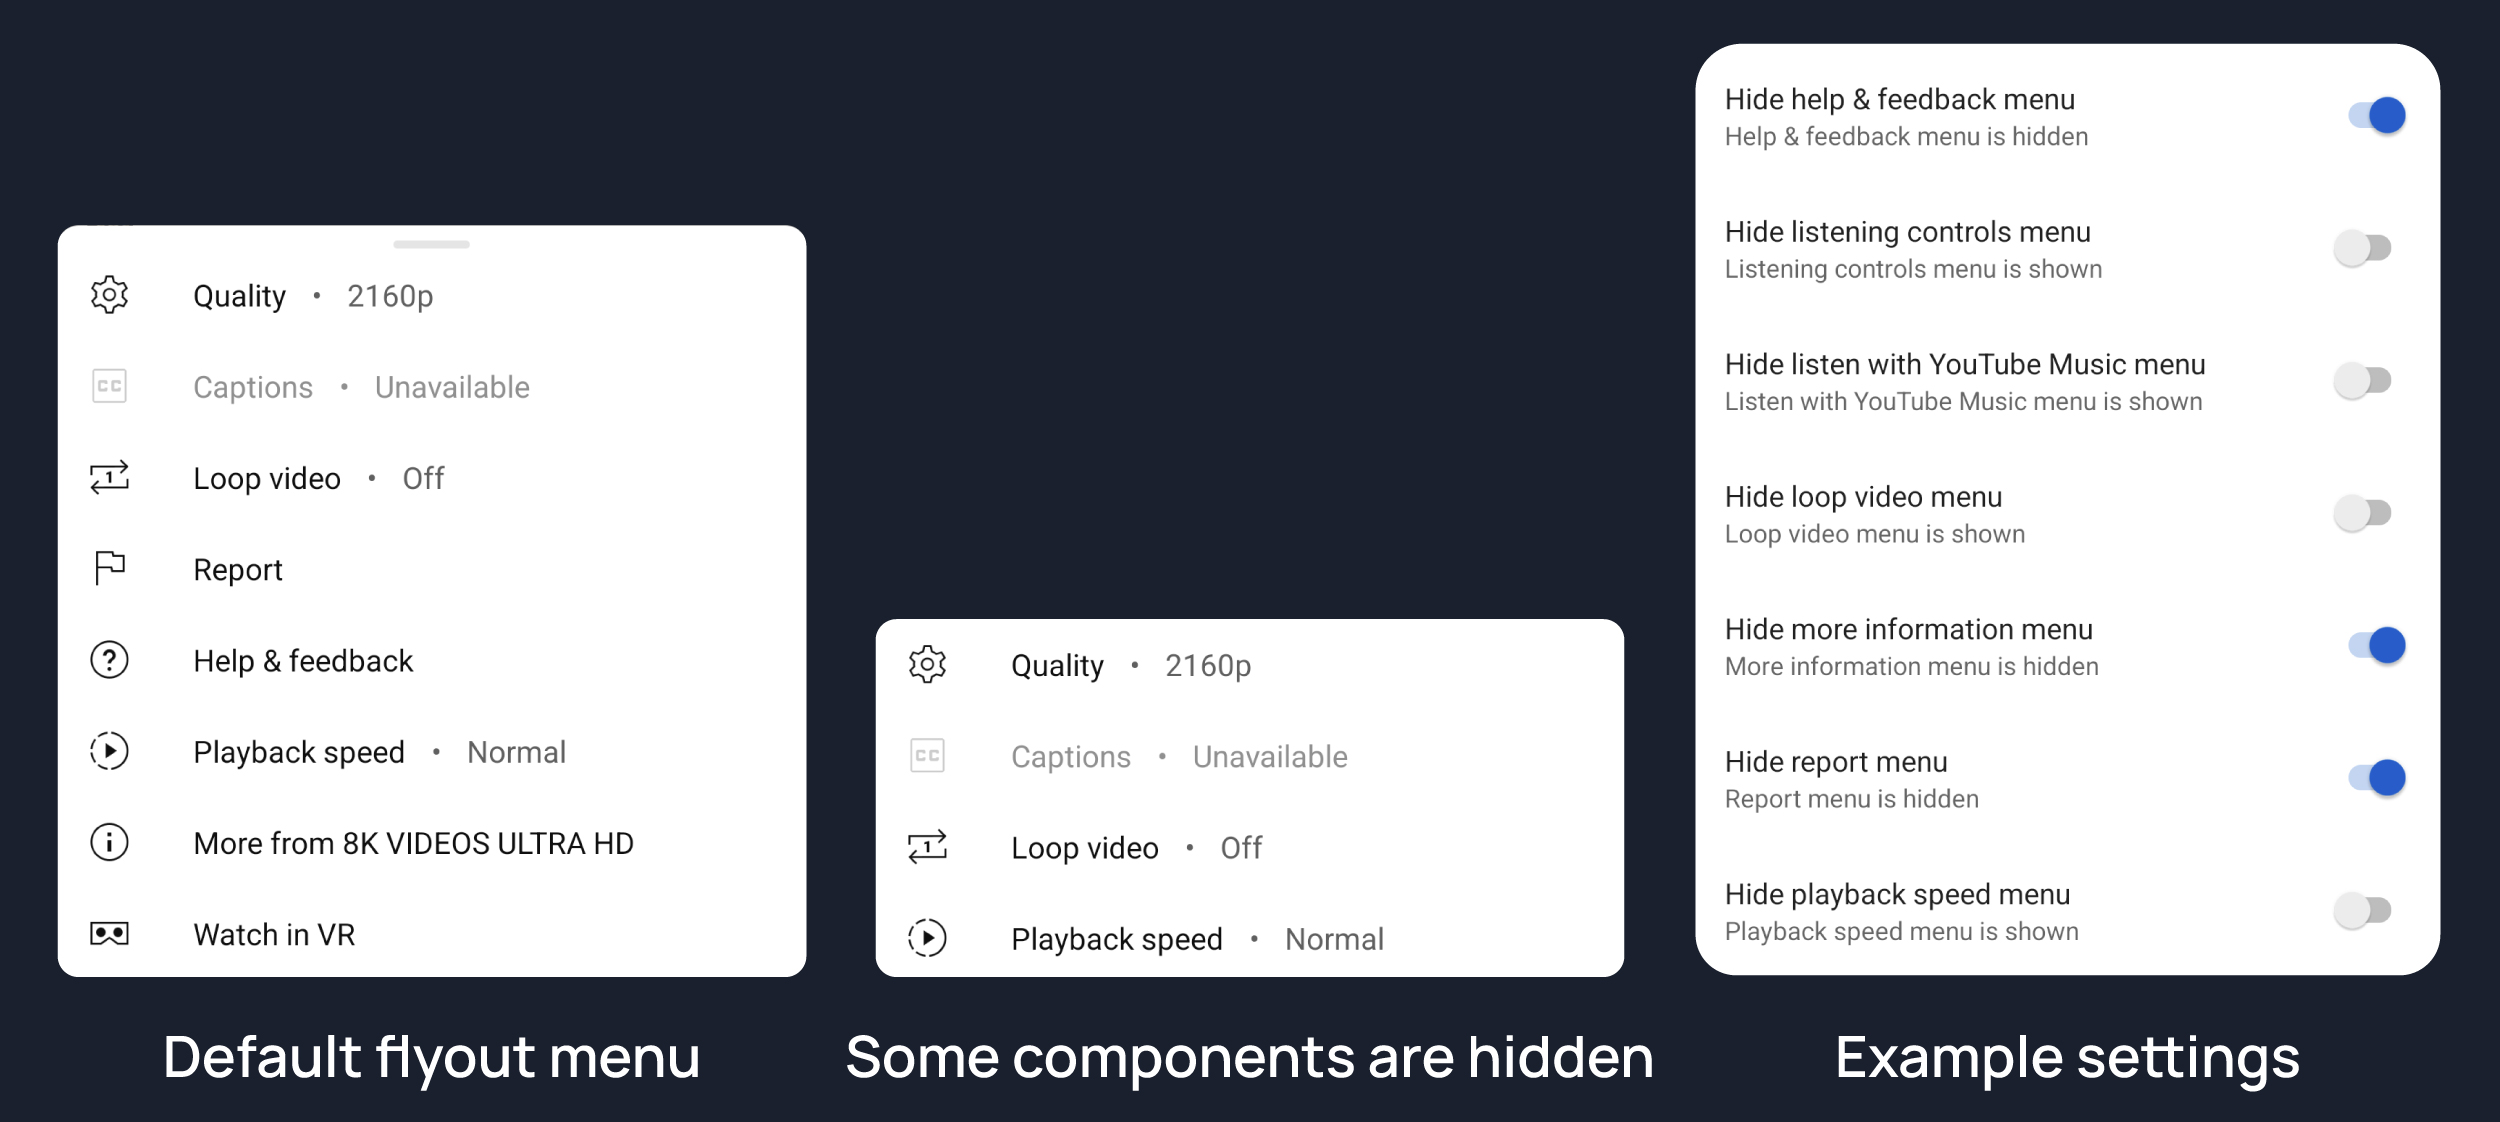 Quality • 2160p
CC Captions • Unavailable
1 Loop video • Off
Report
? Help & feedback
Playback speed • Normal
i More from 8K VIDEOS ULTRA HD
Watch in VR
Default flyout menu
Quality • 2160p
CC Captions • Unavailable
1 Loop video • Off
Playback speed • Normal
Some components are hidden
Hide help & feedback menu
Help & feedback menu is hidden
Hide listening controls menu
Listening controls menu is shown
Hide listen with YouTube Music menu
Listen with YouTube Music menu is shown
Hide loop video menu
Loop video menu is shown
Hide more information menu
More information menu is hidden
Hide report menu
Report menu is hidden
Hide playback speed menu
Playback speed menu is shown
Example settings